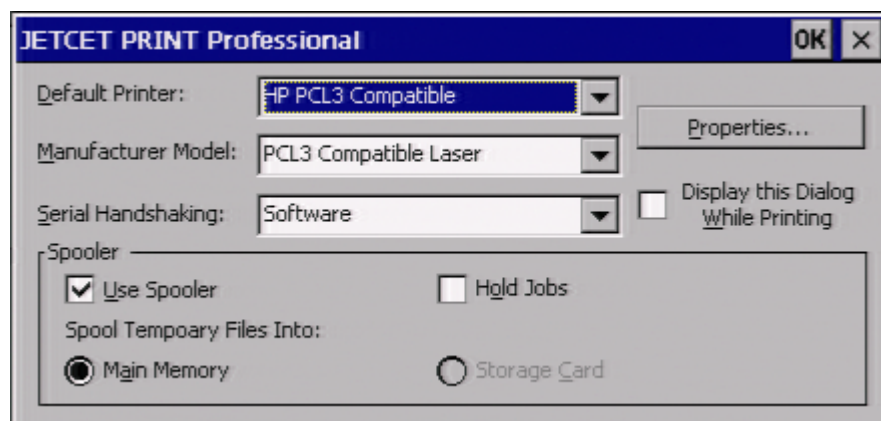 JETCET PRINT Professional OK
Default Printer: HP PCL3 Compatible
Properties...
Manufacturer Model: PCL3 Compatible Laser
Display this Dialog
While Printing
Serial Handshaking: Software
Spooler
Use Spooler Hold Jobs
Spool Tempoary Files Into:
Main Memory Storage Card